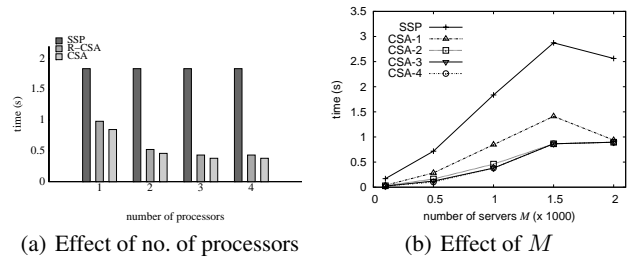 SSP
R-CSA
CSA
2
1.5
1
0.5
0
time (s)
1 2 3 4
number of processors
(a) Effect of no. of processors
3.5
3
2.5
2
1.5
1
0.5
0
time (s)
SSP
CSA-1
CSA-2
CSA-3
CSA-4
0 0.5 1 1.5 2
number of servers M (x 1000)
(b) Effect of M